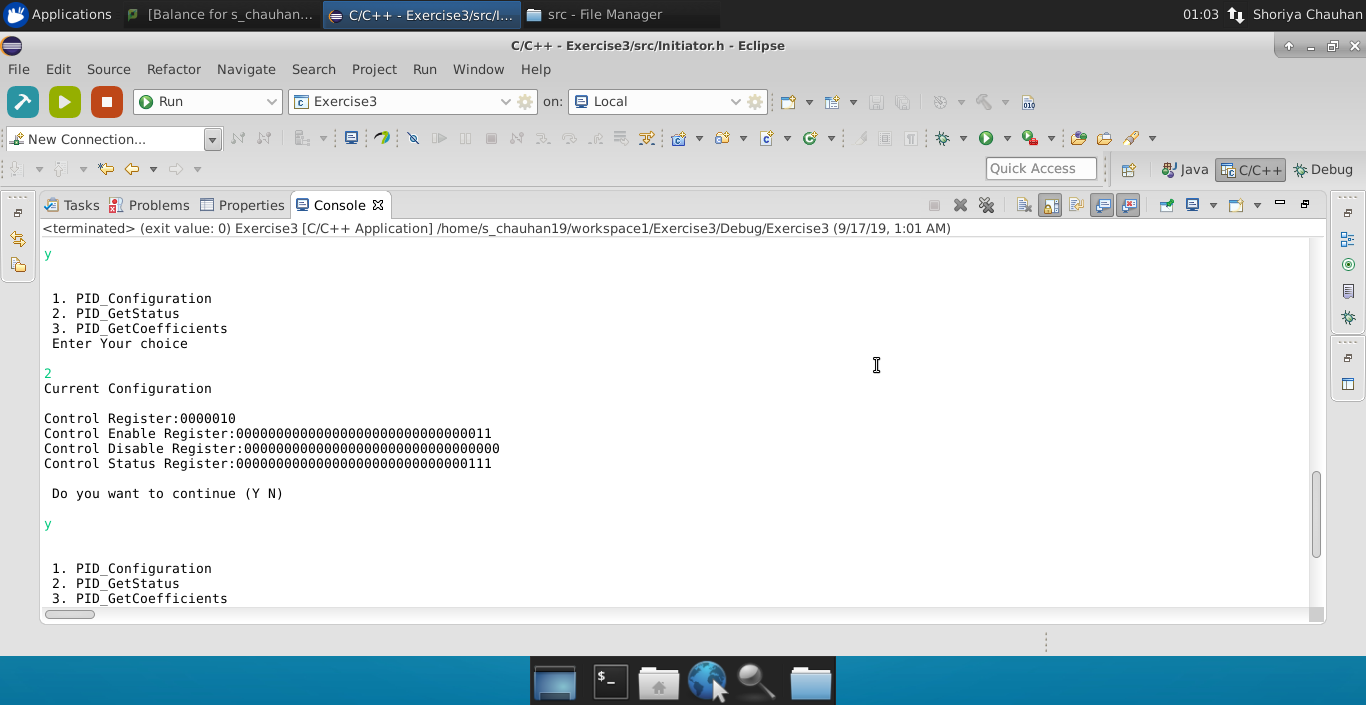 Applications [Balance for s_chauhan... C/C++ - Exercise3/src/I... src - File Manager 01:03 Shoriya Chauhan
C/C++ - Exercise3/src/Initiator.h - Eclipse
File Edit Source Refactor Navigate Search Project Run Window Help
Run Exercise3 on: Local
New Connection...
Quick Access Java C/C++ Debug
Tasks Problems Properties Console
<terminated> (exit value: 0) Exercise3 [C/C++ Application] /home/s_chauhan19/workspace1/Exercise3/Debug/Exercise3 (9/17/19, 1:01 AM)
y
1. PID_Configuration
2. PID_GetStatus
3. PID_GetCoefficients
Enter Your choice
2
Current Configuration
Control Register:0000010
Control Enable Register:00000000000000000000000000000011
Control Disable Register:00000000000000000000000000000000
Control Status Register:00000000000000000000000000000111
Do you want to continue (Y N)
y
1. PID_Configuration
2. PID_GetStatus
3. PID_GetCoefficients